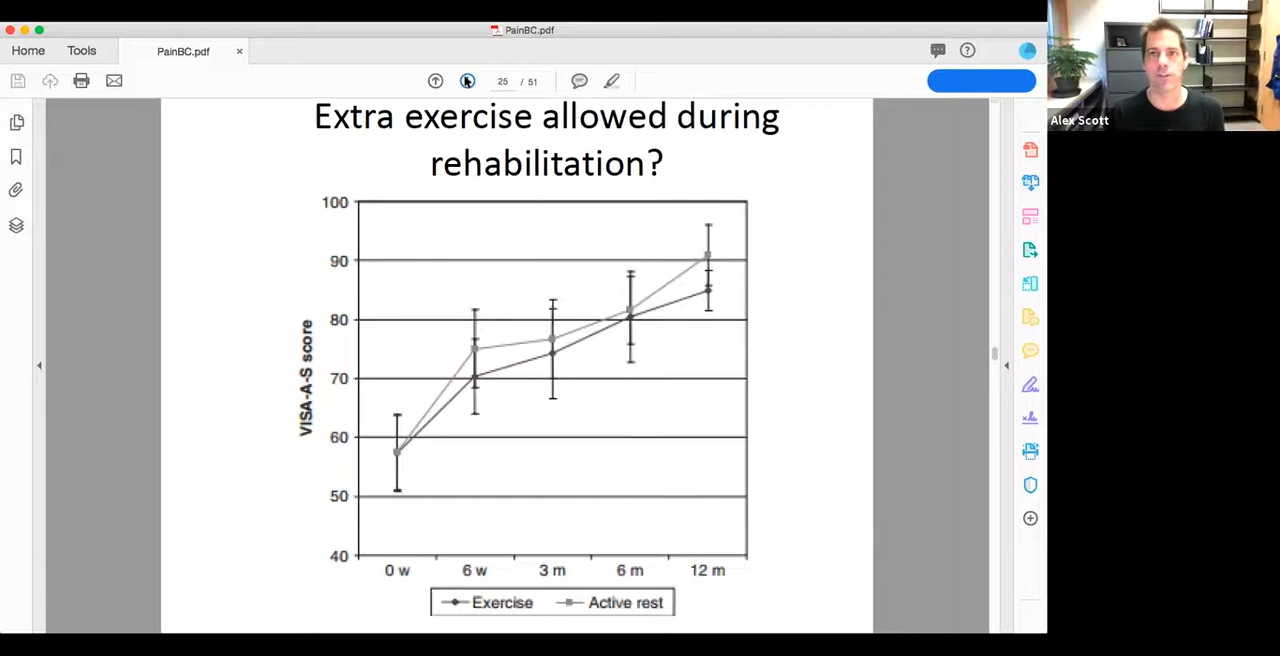 PainBC.pdf
Home
Tools
PainBC.pdf
×
25 / 51
Alex Scott
Extra exercise allowed during
rehabilitation?
100
90
80
70
60
50
40
VISA-A-S score
0 w
6 w
3 m
6 m
12 m
Exercise
Active rest